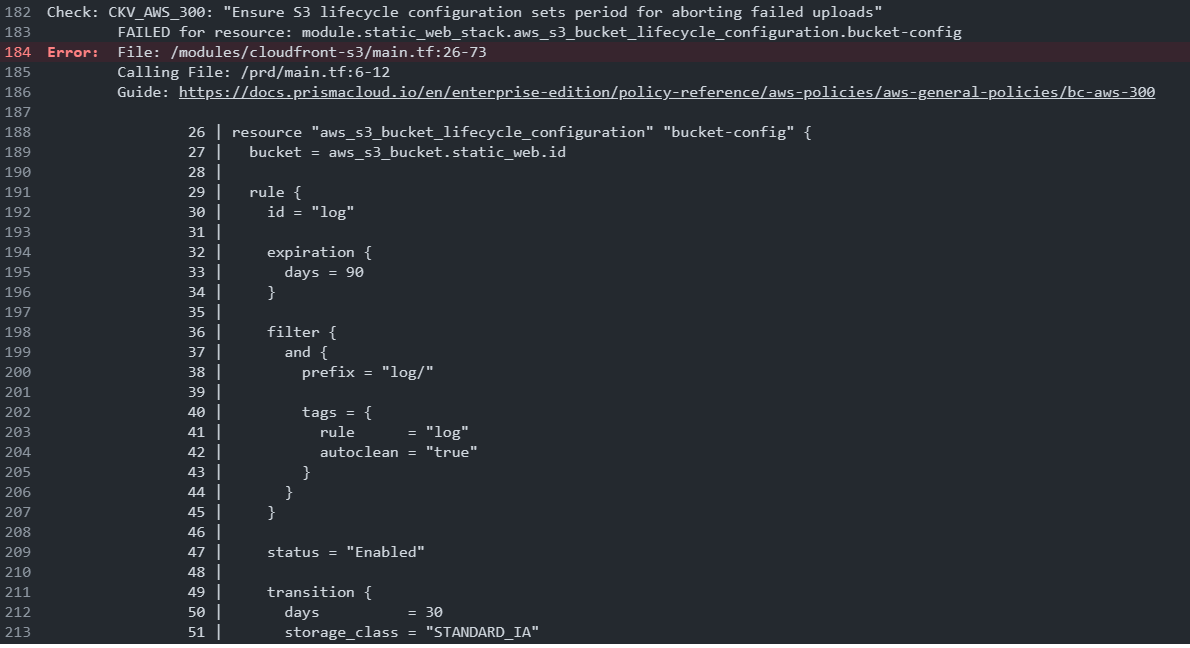 182 Check: CKV_AWS_300: "Ensure S3 lifecycle configuration sets period for aborting failed uploads"
183 FAILED for resource: module.static_web_stack.aws_s3_bucket_lifecycle_configuration.bucket-config
184 Error: File: /modules/cloudfront-s3/main.tf:26-73
185 Calling File: /prd/main.tf:6-12
186 Guide: https://docs.prismacloud.io/en/enterprise-edition/policy-reference/aws-policies/aws-general-policies/bc-aws-300
187
188 26 | resource "aws_s3_bucket_lifecycle_configuration" "bucket-config" {
189 27 |   bucket = aws_s3_bucket.static_web.id
190 28 |
191 29 |   rule {
192 30 |     id = "log"
193 31 |
194 32 |     expiration {
195 33 |       days = 90
196 34 |     }
197 35 |
198 36 |     filter {
199 37 |       and {
200 38 |         prefix = "log/"
201 39 |
202 40 |         tags = {
203 41 |           rule      = "log"
204 42 |           autoclean = "true"
205 43 |         }
206 44 |       }
207 45 |     }
208 46 |
209 47 |     status = "Enabled"
210 48 |
211 49 |     transition {
212 50 |       days          = 30
213 51 |       storage_class = "STANDARD_IA"